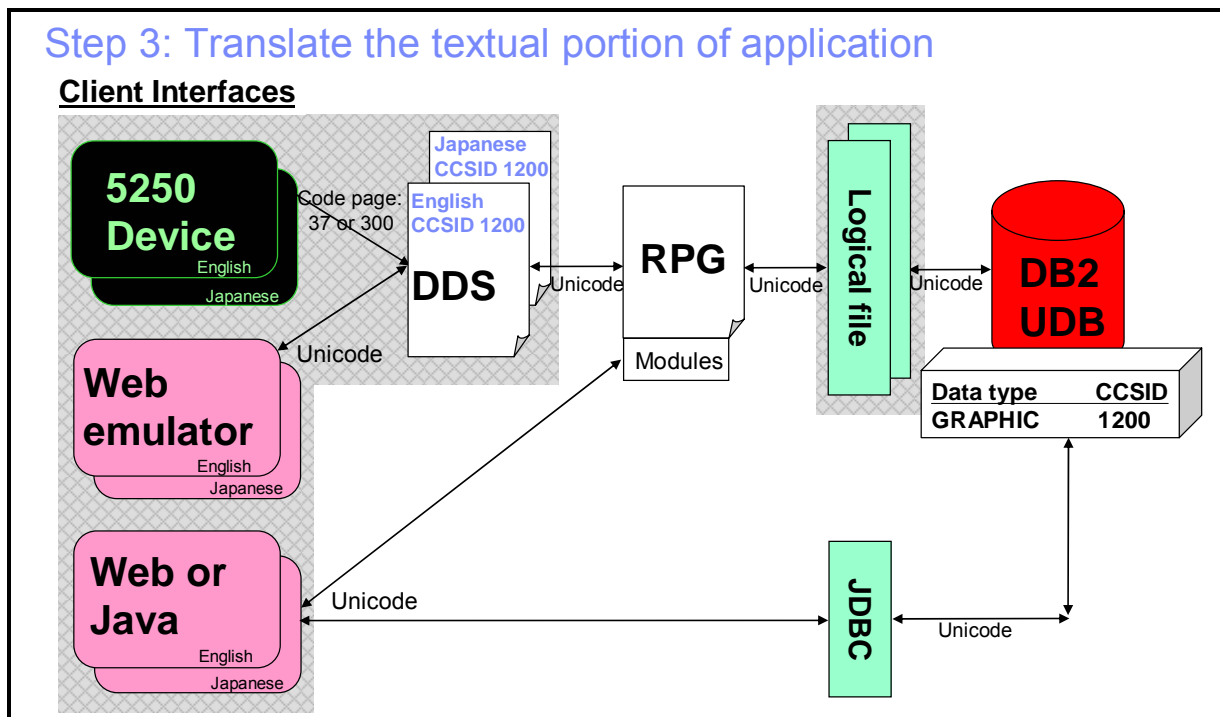 Step 3: Translate the textual portion of application
Client Interfaces
5250
Device
English
Japanese
Code page:
37 or 300
Japanese
CCSID 1200
English
CCSID 1200
DDS
Unicode
RPG
Modules
Unicode
Logical file
Unicode
DB2
UDB
Data type CCSID
GRAPHIC 1200
Unicode
Web
emulator
English
Japanese
Web or
Java
English
Japanese
Unicode
JDBC
Unicode